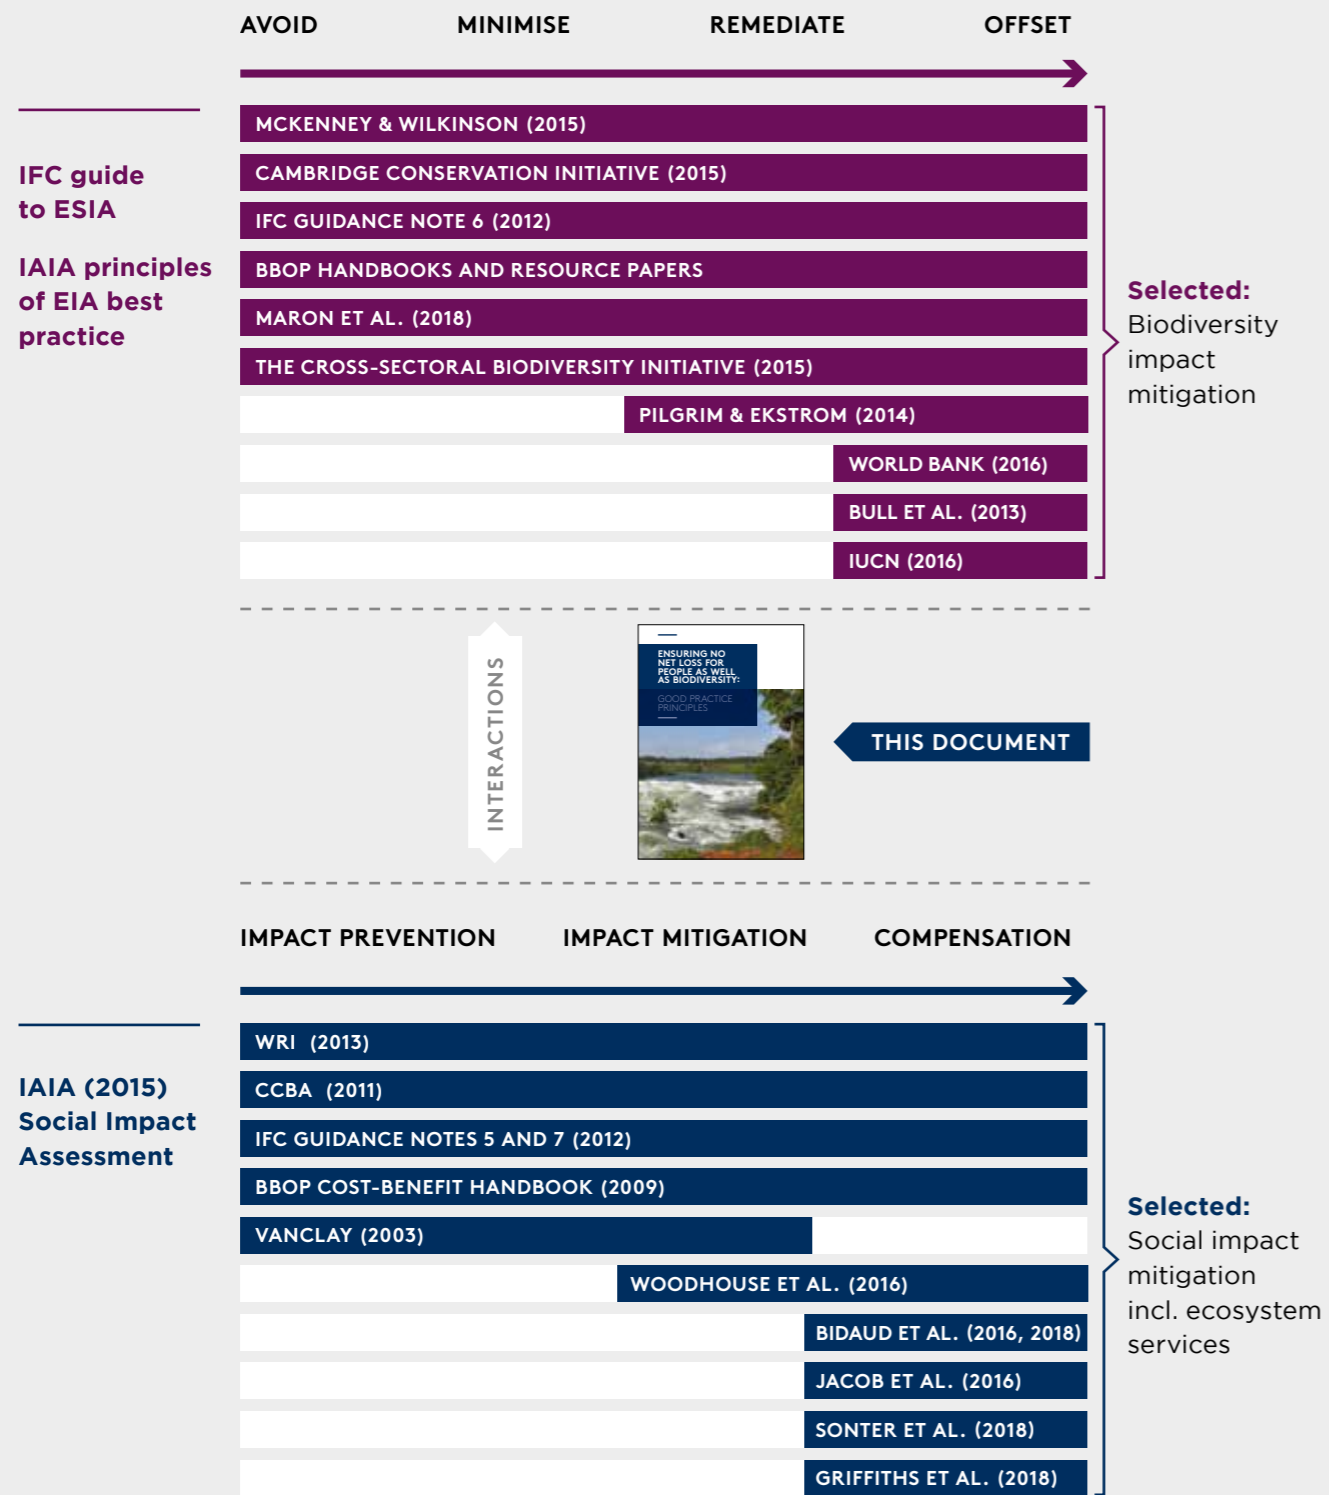 AVOID MINIMISE REMEDIATE OFFSET
IFC guide
to ESIA
IAIA principles
of EIA best
practice
MCKENNEY & WILKINSON (2015)
CAMBRIDGE CONSERVATION INITIATIVE (2015)
IFC GUIDANCE NOTE 6 (2012)
BBOP HANDBOOKS AND RESOURCE PAPERS
MARON ET AL. (2018)
THE CROSS-SECTORAL BIODIVERSITY INITIATIVE (2015)
PILGRIM & EKSTROM (2014)
WORLD BANK (2016)
BULL ET AL. (2013)
IUCN (2016)
Selected:
Biodiversity
impact
mitigation
INTERACTIONS
ENSURING NO
NET LOSS FOR
PEOPLE AS WELL
AS BIODIVERSITY:
GOOD PRACTICE
PRINCIPLES
THIS DOCUMENT
IMPACT PREVENTION IMPACT MITIGATION COMPENSATION
IAIA (2015)
Social Impact
Assessment
WRI (2013)
CCBA (2011)
IFC GUIDANCE NOTES 5 AND 7 (2012)
BBOP COST-BENEFIT HANDBOOK (2009)
VANCLAY (2003)
WOODHOUSE ET AL. (2016)
BIDAUD ET AL. (2016, 2018)
JACOB ET AL. (2016)
SONTER ET AL. (2018)
GRIFFITHS ET AL. (2018)
Selected:
Social impact
mitigation
incl. ecosystem
services